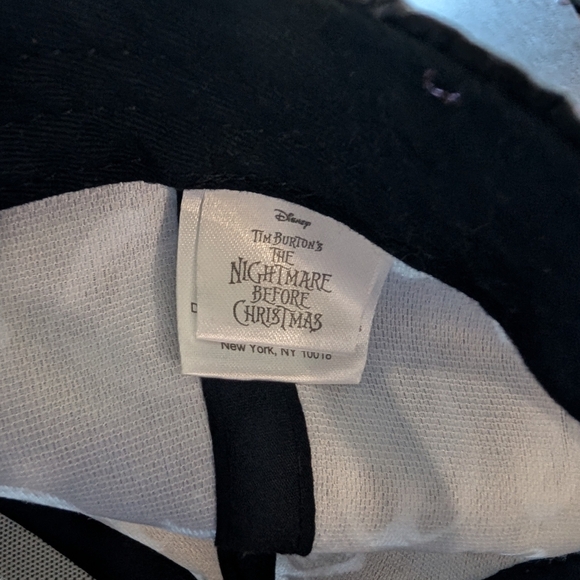 Disney
TIM BURTON'S
THE
NIGHTMARE
BEFORE
CHRISTMAS
New York, NY 10018